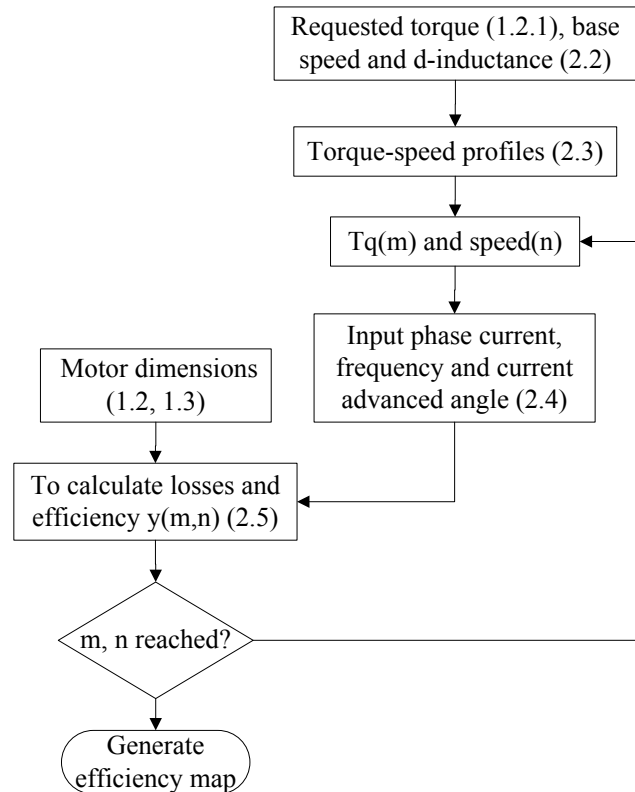 Requested torque (1.2.1), base
speed and d-inductance (2.2)
Torque-speed profiles (2.3)
Tq(m) and speed(n)
Input phase current,
frequency and current
advanced angle (2.4)
Motor dimensions
(1.2, 1.3)
To calculate losses and
efficiency y(m,n) (2.5)
m, n reached?
Generate
efficiency map